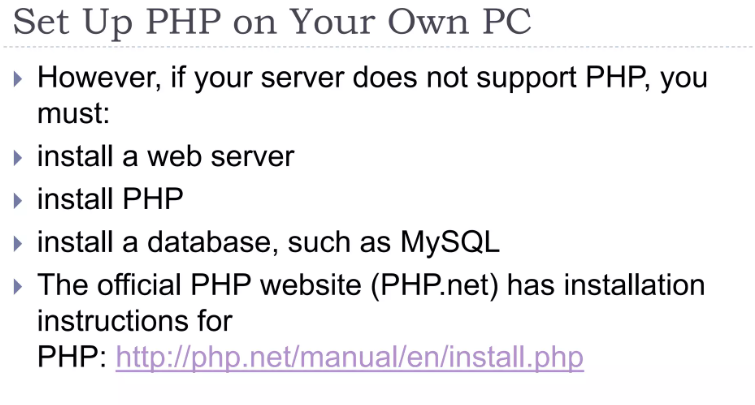 Set Up PHP on Your Own PC
However, if your server does not support PHP, you
must:
install a web server
install PHP
install a database, such as MySQL
The official PHP website (PHP.net) has installation
instructions for
PHP: http://php.net/manual/en/install.php